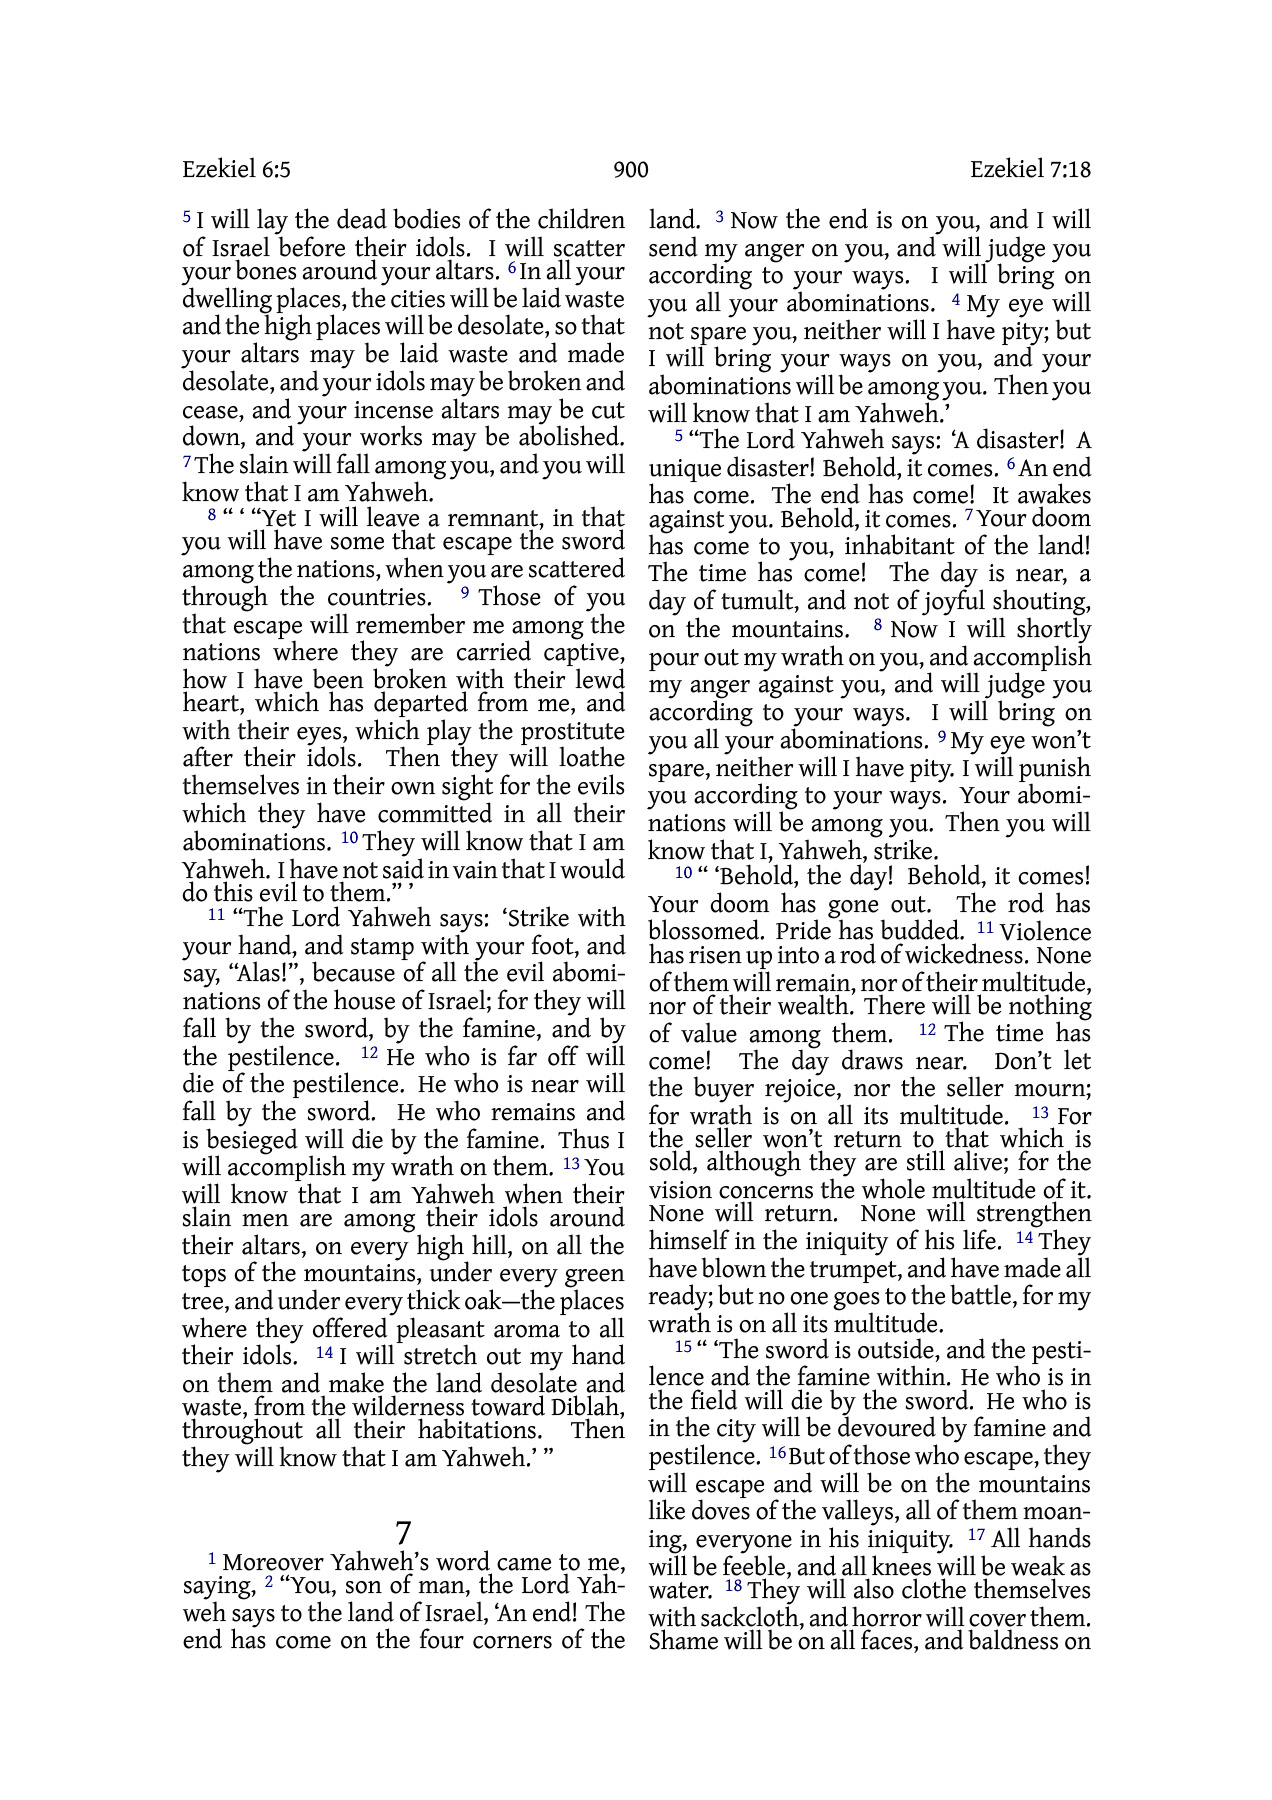 Ezekiel 6:5 900 Ezekiel 7:18
5 I will lay the dead bodies of the children
of Israel before their idols. I will scatter
your bones around your altars. 6 In all your
dwelling places, the cities will be laid waste
and the high places will be desolate, so that
your altars may be laid waste and made
desolate, and your idols may be broken and
cease, and your incense altars may be cut
down, and your works may be abolished.
7 The slain will fall among you, and you will
know that I am Yahweh.
8 “ ‘ “Yet I will leave a remnant, in that
you will have some that escape the sword
among the nations, when you are scattered
through the countries. 9 Those of you
that escape will remember me among the
nations where they are carried captive,
how I have been broken with their lewd
heart, which has departed from me, and
with their eyes, which play the prostitute
after their idols. Then they will loathe
themselves in their own sight for the evils
which they have committed in all their
abominations. 10 They will know that I am
Yahweh. I have not said in vain that I would
do this evil to them.” ’
11 “The Lord Yahweh says: ‘Strike with
your hand, and stamp with your foot, and
say, “Alas!”, because of all the evil abomi-
nations of the house of Israel; for they will
fall by the sword, by the famine, and by
the pestilence. 12 He who is far off will
die of the pestilence. He who is near will
fall by the sword. He who remains and
is besieged will die by the famine. Thus I
will accomplish my wrath on them. 13 You
will know that I am Yahweh when their
slain men are among their idols around
their altars, on every high hill, on all the
tops of the mountains, under every green
tree, and under every thick oak—the places
where they offered pleasant aroma to all
their idols. 14 I will stretch out my hand
on them and make the land desolate and
waste, from the wilderness toward Diblah,
throughout all their habitations. Then
they will know that I am Yahweh.’ ”
7
1 Moreover Yahweh’s word came to me,
saying, 2 “You, son of man, the Lord Yah-
weh says to the land of Israel, ‘An end! The
end has come on the four corners of the
land. 3 Now the end is on you, and I will
send my anger on you, and will judge you
according to your ways. I will bring on
you all your abominations. 4 My eye will
not spare you, neither will I have pity; but
I will bring your ways on you, and your
abominations will be among you. Then you
will know that I am Yahweh.’
5 “The Lord Yahweh says: ‘A disaster! A
unique disaster! Behold, it comes. 6 An end
has come. The end has come! It awakes
against you. Behold, it comes. 7 Your doom
has come to you, inhabitant of the land!
The time has come! The day is near, a
day of tumult, and not of joyful shouting,
on the mountains. 8 Now I will shortly
pour out my wrath on you, and accomplish
my anger against you, and will judge you
according to your ways. I will bring on
you all your abominations. 9 My eye won’t
spare, neither will I have pity. I will punish
you according to your ways. Your abomi-
nations will be among you. Then you will
know that I, Yahweh, strike.
10 “ ‘Behold, the day! Behold, it comes!
Your doom has gone out. The rod has
blossomed. Pride has budded. 11 Violence
has risen up into a rod of wickedness. None
of them will remain, nor of their multitude,
nor of their wealth. There will be nothing
of value among them. 12 The time has
come! The day draws near. Don’t let
the buyer rejoice, nor the seller mourn;
for wrath is on all its multitude. 13 For
the seller won’t return to that which is
sold, although they are still alive; for the
vision concerns the whole multitude of it.
None will return. None will strengthen
himself in the iniquity of his life. 14 They
have blown the trumpet, and have made all
ready; but no one goes to the battle, for my
wrath is on all its multitude.
15 “ ‘The sword is outside, and the pesti-
lence and the famine within. He who is in
the field will die by the sword. He who is
in the city will be devoured by famine and
pestilence. 16 But of those who escape, they
will escape and will be on the mountains
like doves of the valleys, all of them moan-
ing, everyone in his iniquity. 17 All hands
will be feeble, and all knees will be weak as
water. 18 They will also clothe themselves
with sackcloth, and horror will cover them.
Shame will be on all faces, and baldness on